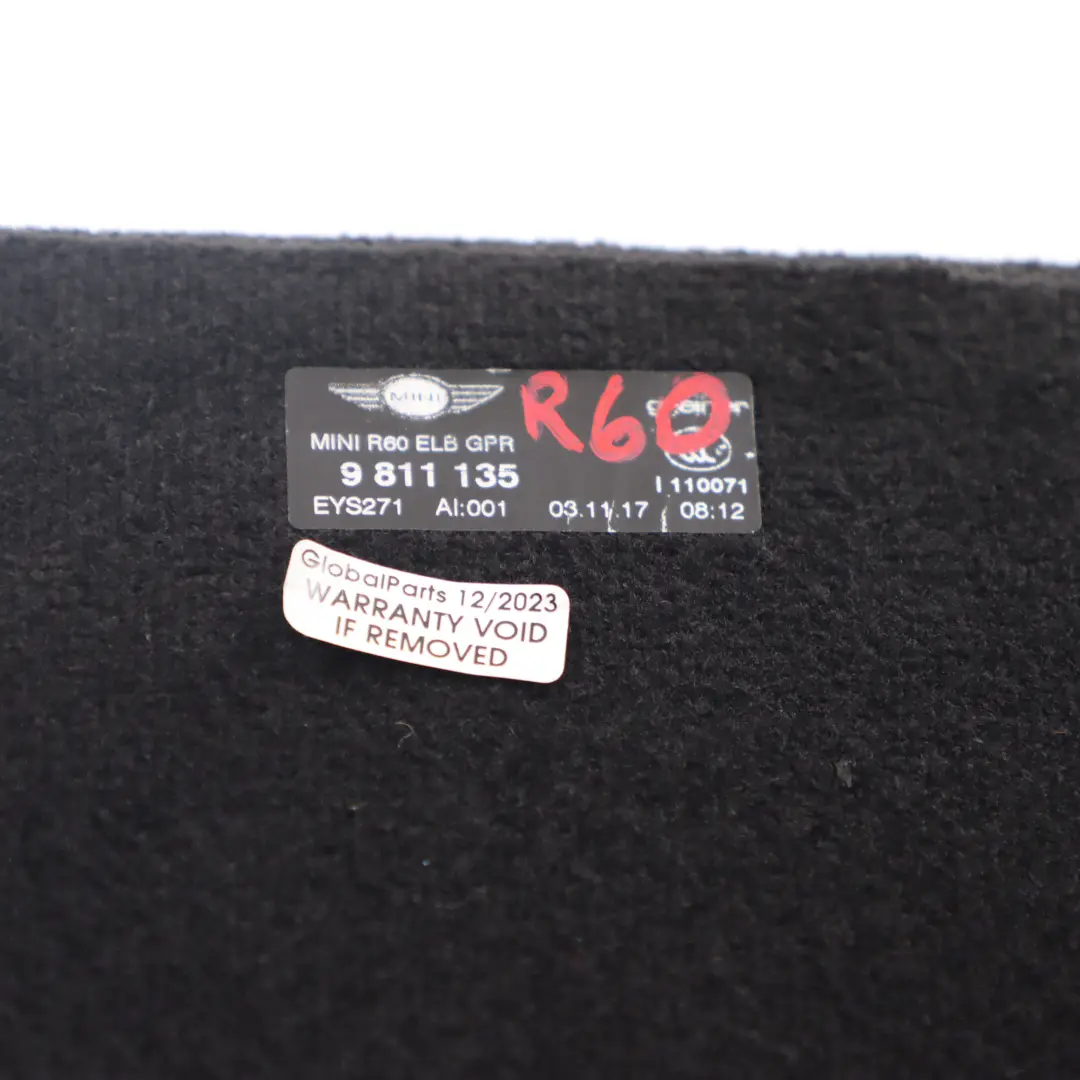 MINI
R60
MINI R60 ELB GPR
9 811 135
I 110071
EYS271 AI:001 03.11.17 08:12
GlobalParts 12/2023
WARRANTY VOID
IF REMOVED